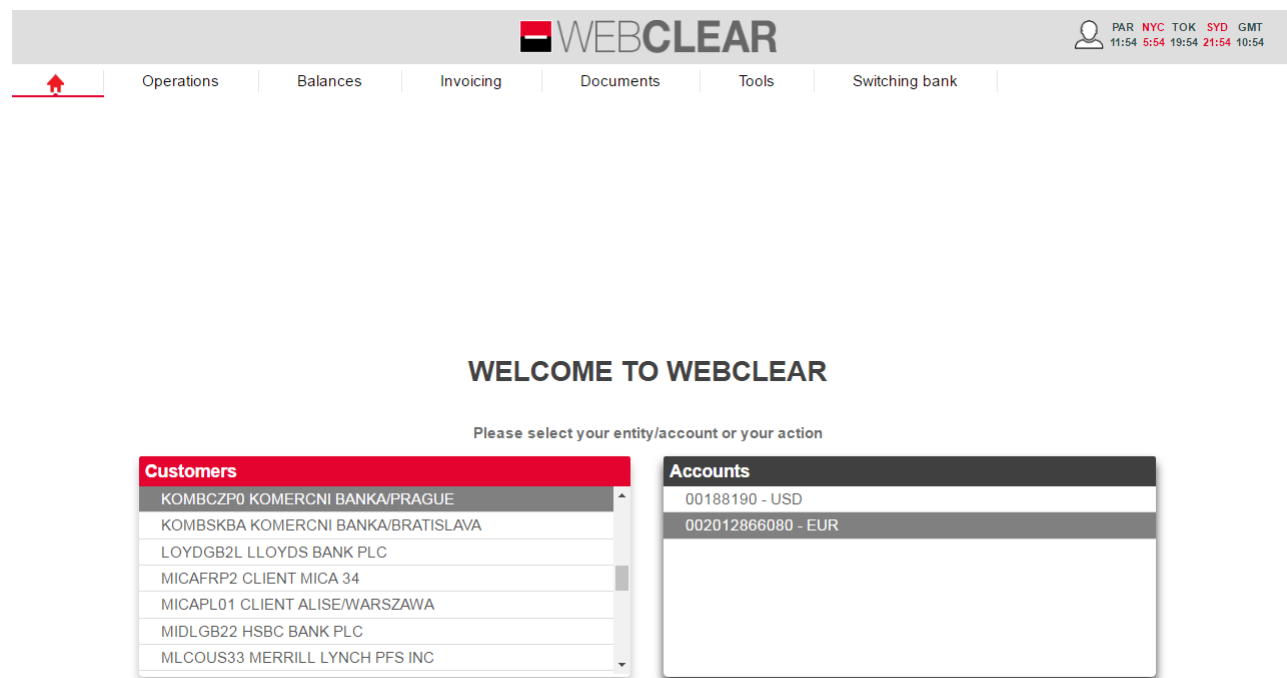 WEBCLEAR
PAR NYC TOK SYD GMT
11:54 5:54 19:54 21:54 10:54
Operations Balances Invoicing Documents Tools Switching bank
WELCOME TO WEBCLEAR
Please select your entity/account or your action
Customers
KOMBCZP0 KOMERCNI BANKA/PRAGUE
KOMBSKBA KOMERCNI BANKA/BRATISLAVA
LOYDGB2L LLOYDS BANK PLC
MICAFRP2 CLIENT MICA 34
MICAPL01 CLIENT ALISE/WARSZAWA
MIDLGB22 HSBC BANK PLC
MLCOUS33 MERRILL LYNCH PFS INC
Accounts
00188190 - USD
002012866080 - EUR